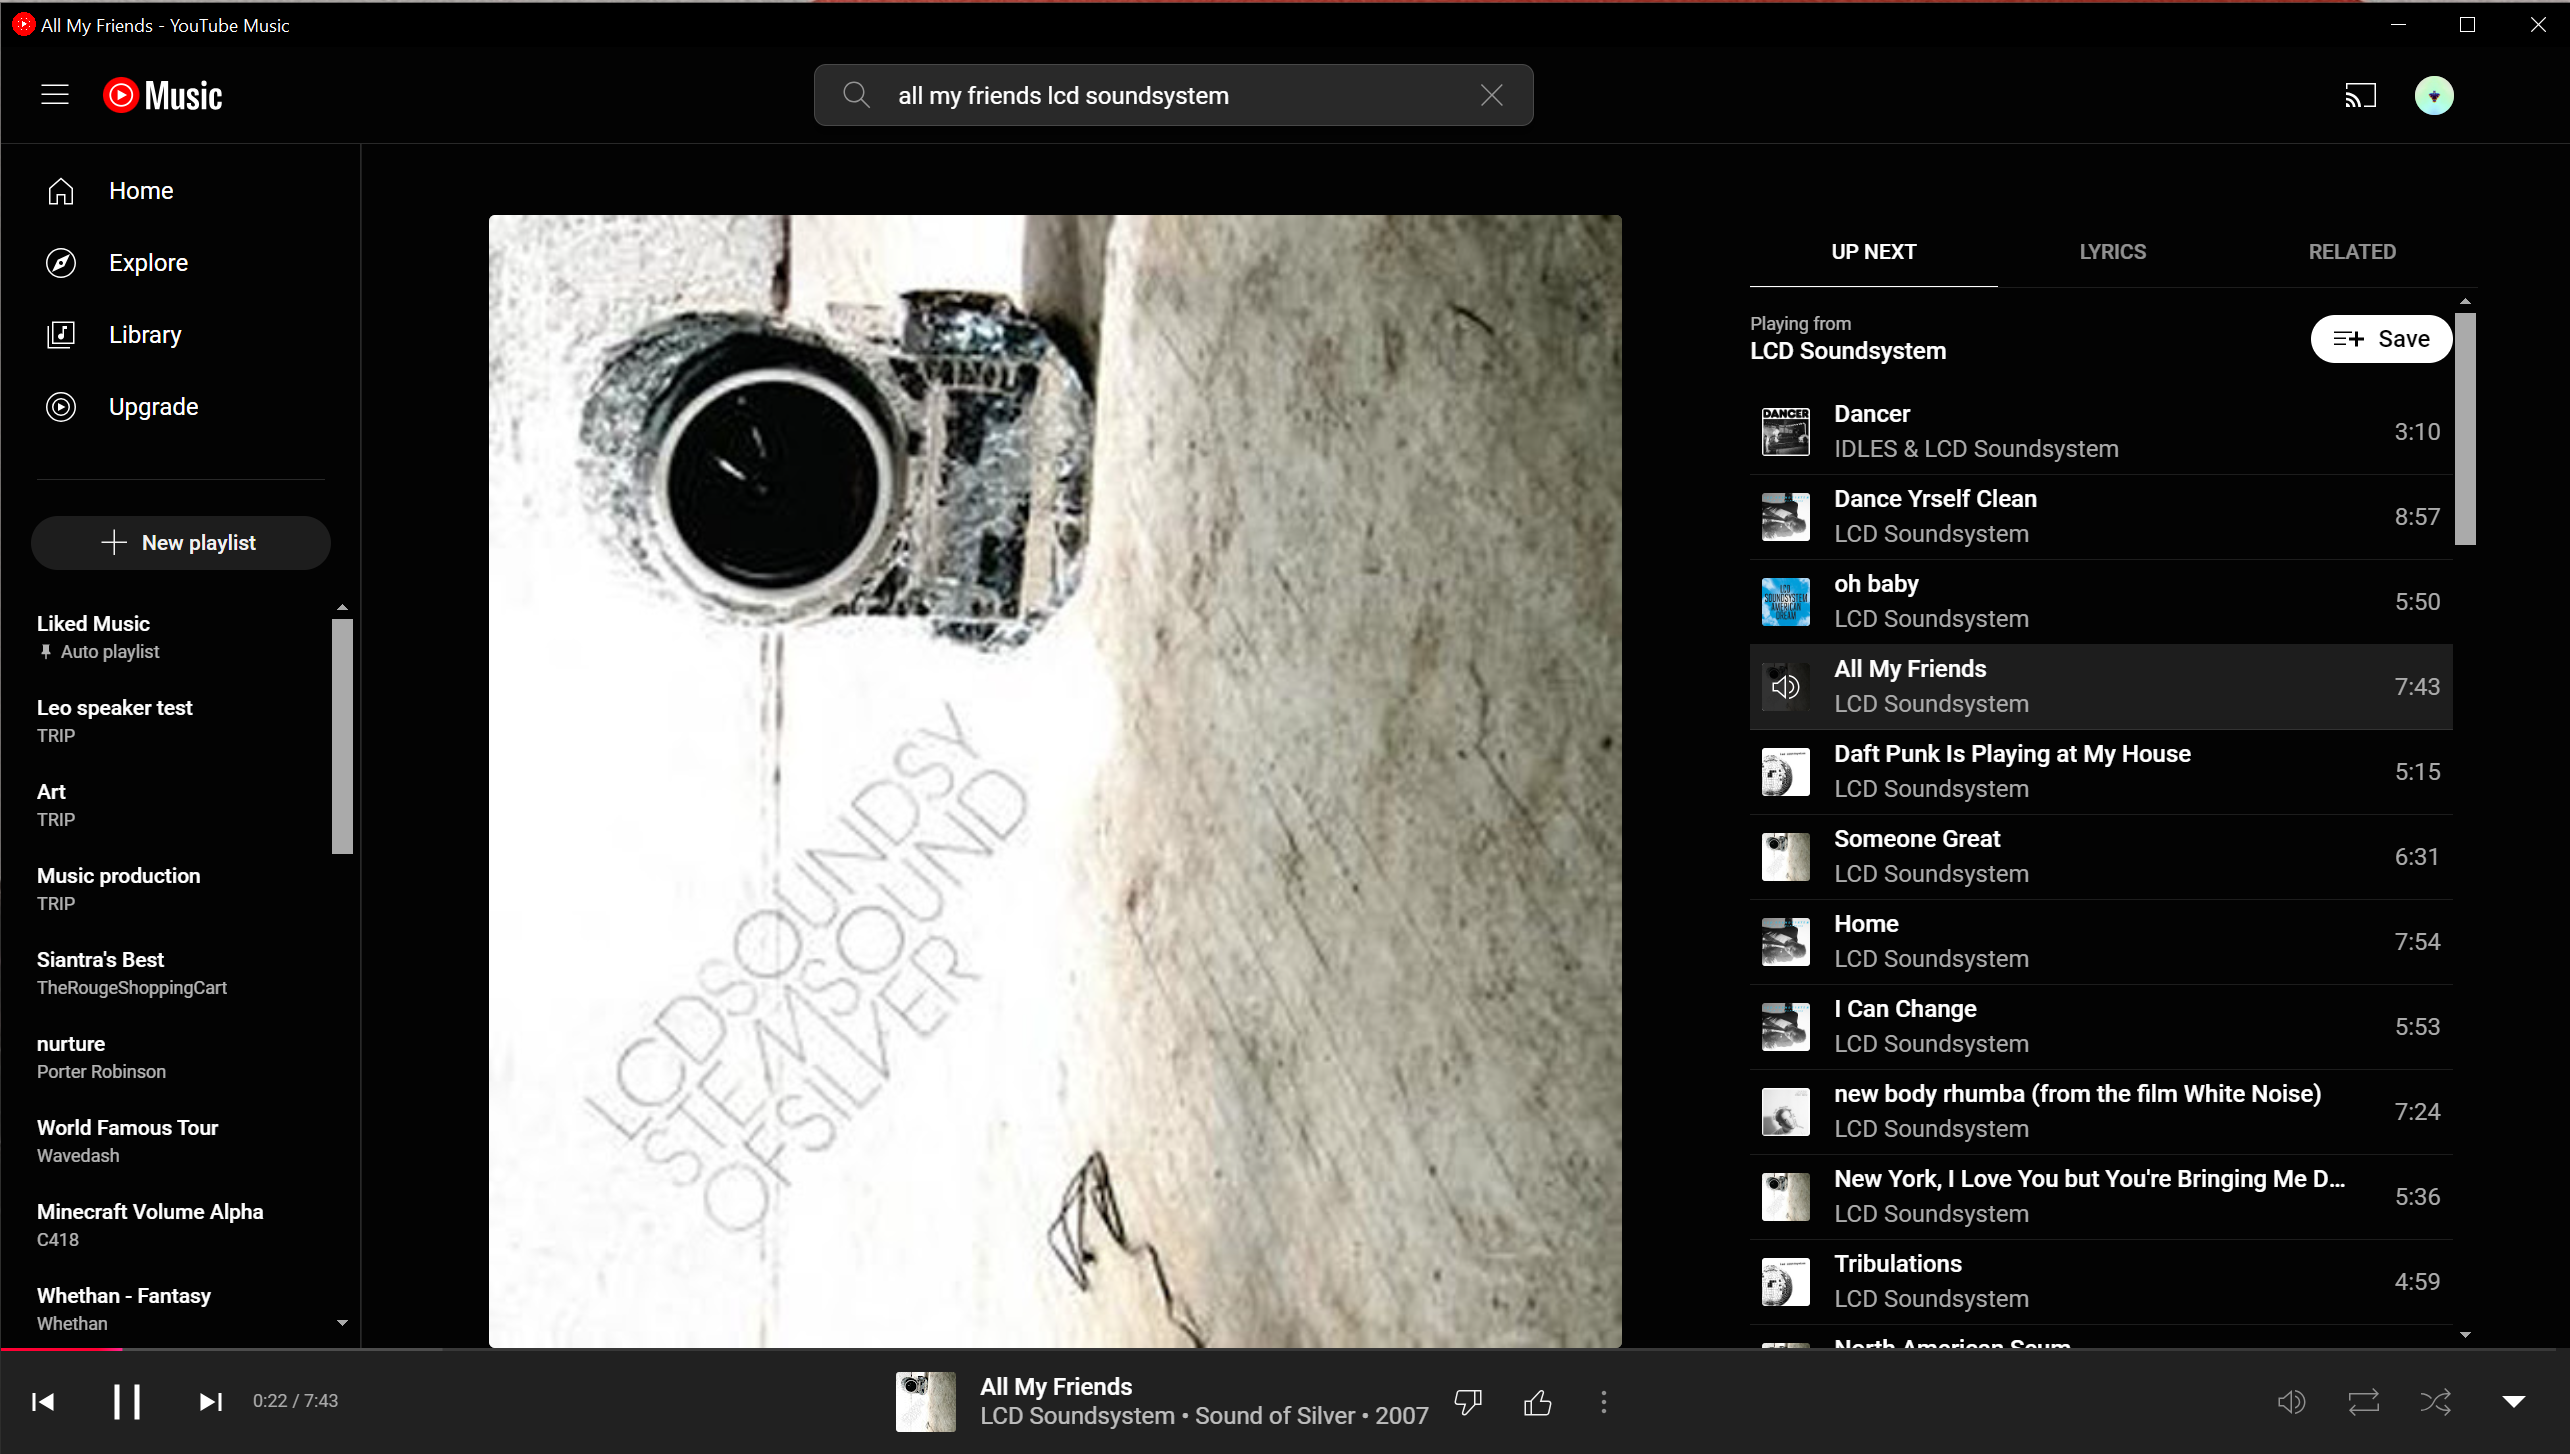 All My Friends - YouTube Music
Music
all my friends lcd soundsystem
Home
Explore
Library
Upgrade
New playlist
Liked Music
Auto playlist
Leo speaker test
TRIP
Art
TRIP
Music production
TRIP
Siantra's Best
TheRougeShoppingCart
nurture
Porter Robinson
World Famous Tour
Wavedash
Minecraft Volume Alpha
C418
Whethan - Fantasy
Whethan
LCDSOUNDSY
STEMSOUND
OFSILVER
UP NEXT
LYRICS
RELATED
Playing from
LCD Soundsystem
Save
DANCER
Dancer
IDLES & LCD Soundsystem
3:10
Dance Yrself Clean
LCD Soundsystem
8:57
LCD
SOUNDSYSTEM
AMERICAN
DREAM
oh baby
LCD Soundsystem
5:50
All My Friends
LCD Soundsystem
7:43
Daft Punk Is Playing at My House
LCD Soundsystem
5:15
Someone Great
LCD Soundsystem
6:31
Home
LCD Soundsystem
7:54
I Can Change
LCD Soundsystem
5:53
new body rhumba (from the film White Noise)
LCD Soundsystem
7:24
New York, I Love You but You're Bringing Me D...
LCD Soundsystem
5:36
Tribulations
LCD Soundsystem
4:59
North American Scum
0:22 / 7:43
All My Friends
LCD Soundsystem • Sound of Silver • 2007